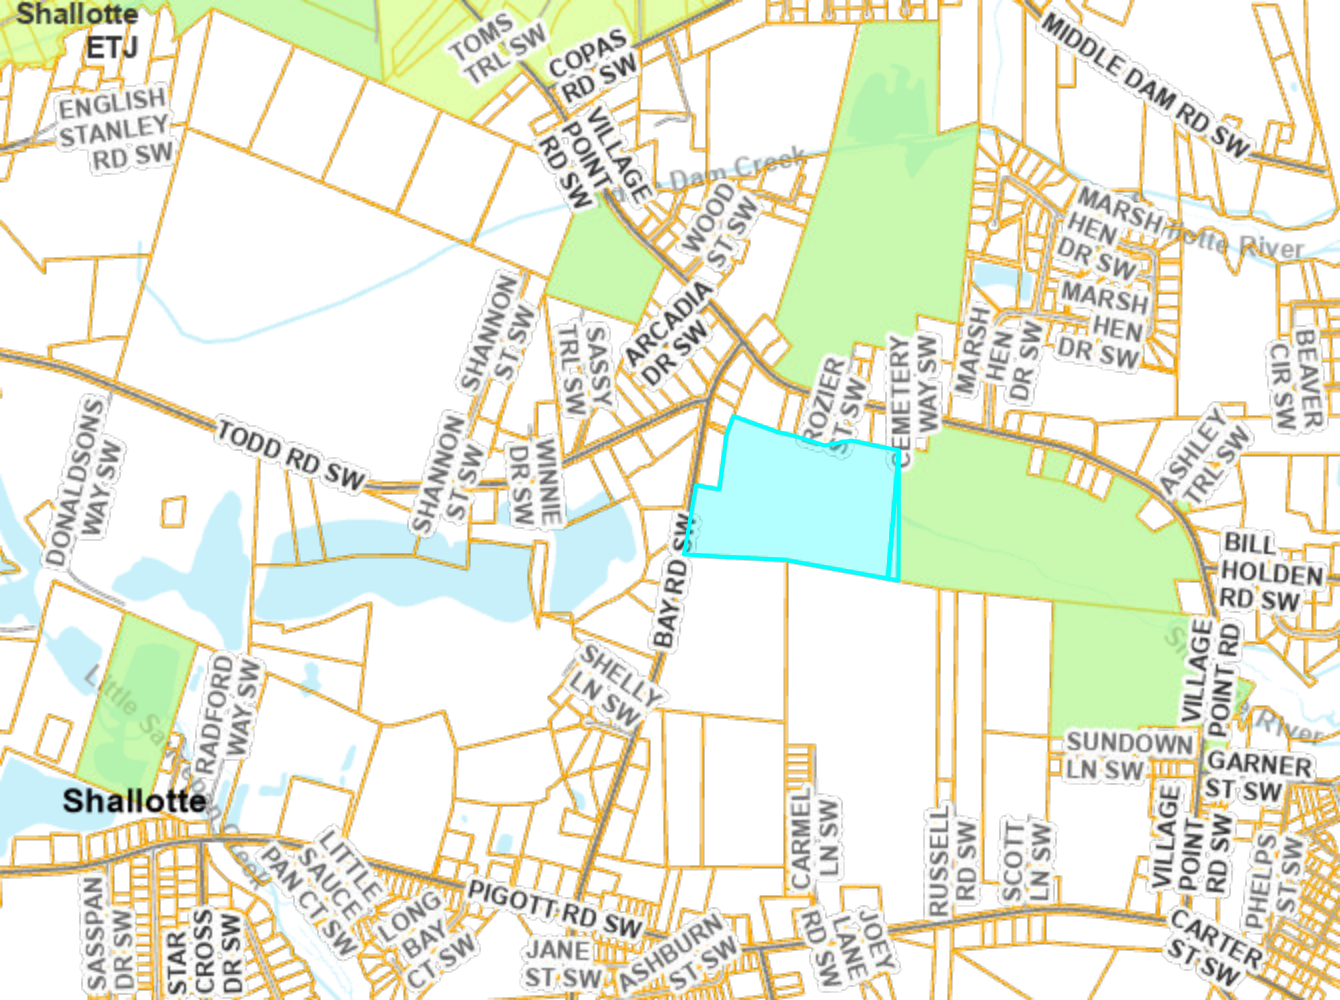 Shallotte
ETJ
TOMS
TRL SW
COPAS
RD SW
MIDDLE DAM RD SW
ENGLISH
STANLEY
RD SW
VILLAGE
POINT
RD SW
Dam Creek
WOOD
ST SW
MARSH
HEN
DR SW
lotte River
MARSH
HEN
DR SW
SHANNON
ST SW
SASSY
TRL SW
ARCADIA
DR SW
ROZIER
ST SW
CEMETERY
WAY SW
MARSH
HEN
DR SW
BEAVER
CIR SW
DONALDSONS
WAY SW
TODD RD SW
SHANNON
ST SW
WINNIE
DR SW
ASHLEY
TRL SW
BAY RD SW
BILL
HOLDEN
RD SW
RADFORD
WAY SW
SHELLY
LN SW
VILLAGE
POINT RD
River
SUNDOWN
LN SW
GARNER
ST SW
Shallotte
CARMEL
LN SW
RUSSELL
RD SW
SCOTT
LN SW
VILLAGE
POINT
RD SW
PHELPS
ST SW
LITTLE
SAUCE
PAN CT SW
LONG
BAY
CT SW
PIGOTT RD SW
SASSPAN
DR SW
STAR
CROSS
DR SW
JANE
ST SW
ASHBURN
ST SW
JOEY
LANE
RD SW
CARTER
ST SW